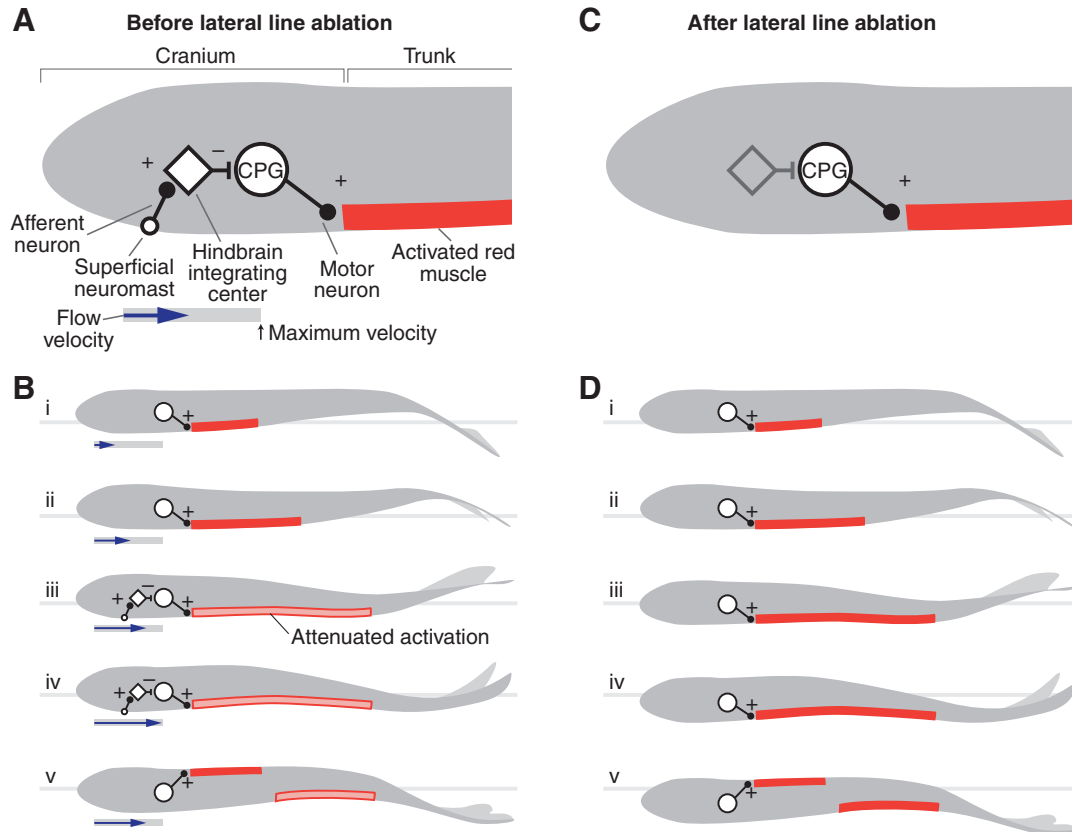 A
Before lateral line ablation
Cranium
Trunk
+
−
CPG
+
Afferent
neuron
Superficial
neuromast
Hindbrain
integrating
center
Motor
neuron
Activated red
muscle
Flow
velocity
Maximum velocity
C
After lateral line ablation
CPG
+
B
i
+
ii
+
iii
+
−
+
Attenuated activation
iv
+
−
+
v
+
D
i
+
ii
+
iii
+
iv
+
v
+